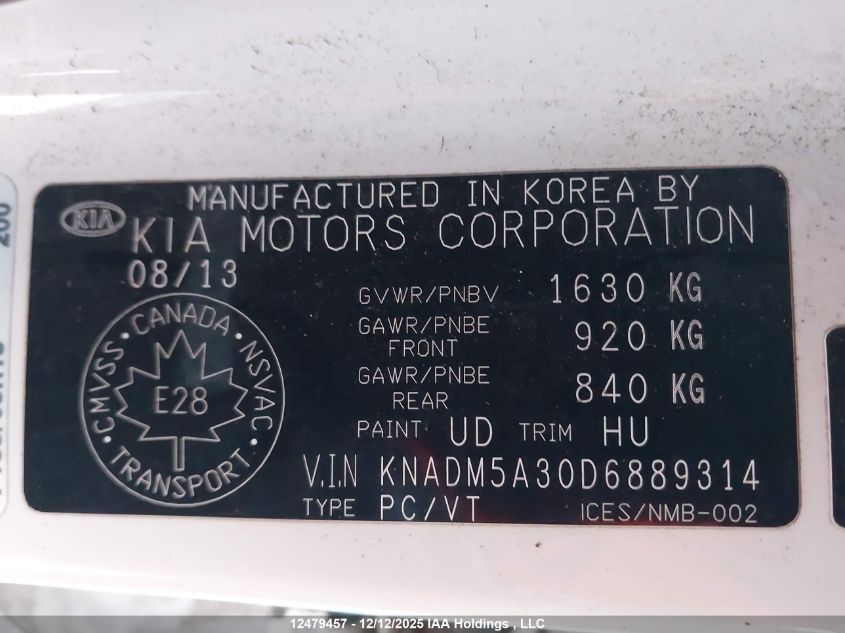 MANUFACTURED IN KOREA BY
KIA
KIA MOTORS CORPORATION
08/13
GVWR/PNBV 1630 KG
GAWR/PNBE FRONT 920 KG
GAWR/PNBE REAR 840 KG
CMVSS · CANADA · NSVAC · TRANSPORT ·
E28
PAINT UD TRIM HU
V.I.N KNADM5A30D6889314
TYPE PC/VT ICES/NMB-002
200
12479457 - 12/12/2025 IAA Holdings , LLC